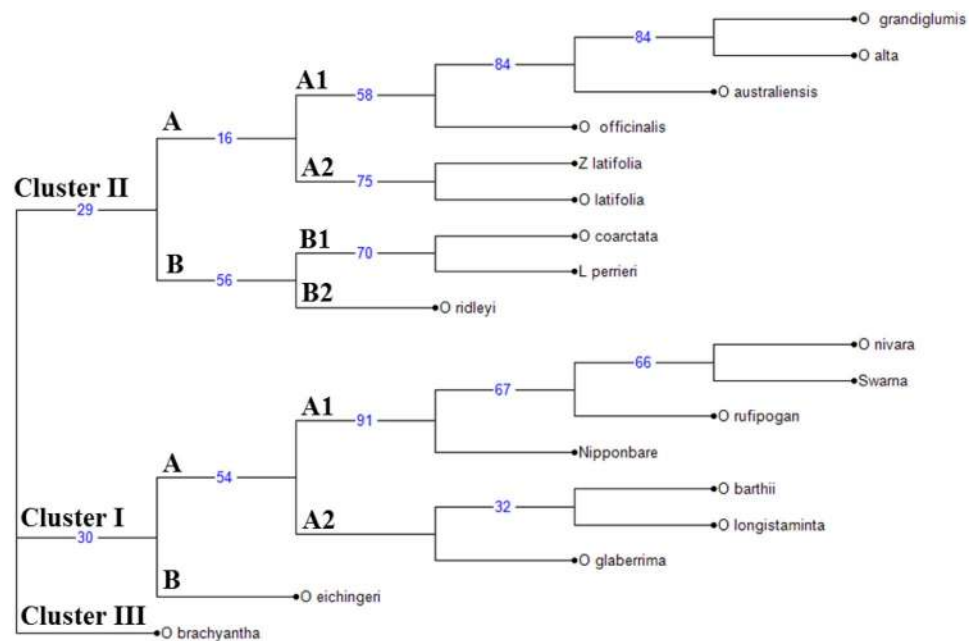 O grandiglumis
84
O alta
84
A1
58
O australiensis
A
16
O officinalis
A2
75
Z latifolia
O latifolia
Cluster II
29
B1
70
O coarctata
L perrieri
B
56
B2
O ridleyi
O nivara
66
Swarna
67
A1
91
O rufipogan
A
54
Nipponbare
O barthii
32
A2
O longistaminta
Cluster I
30
O glaberrima
B
O eichingeri
Cluster III
O brachyantha